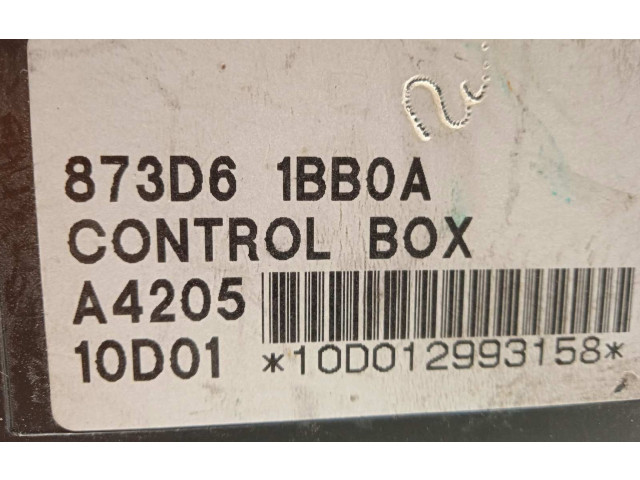 873D6 1BB0A
CONTROL BOX
A4205
10D01 *10D012993158*